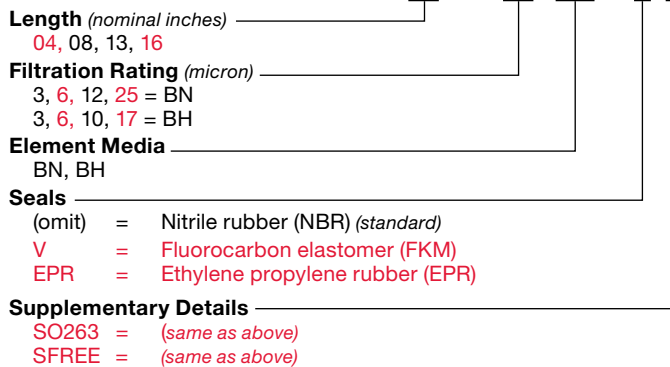 Length (nominal inches)
04, 08, 13, 16
Filtration Rating (micron)
3, 6, 12, 25 = BN
3, 6, 10, 17 = BH
Element Media
BN, BH
Seals
(omit) = Nitrile rubber (NBR) (standard)
V = Fluorocarbon elastomer (FKM)
EPR = Ethylene propylene rubber (EPR)
Supplementary Details
SO263 = (same as above)
SFREE = (same as above)